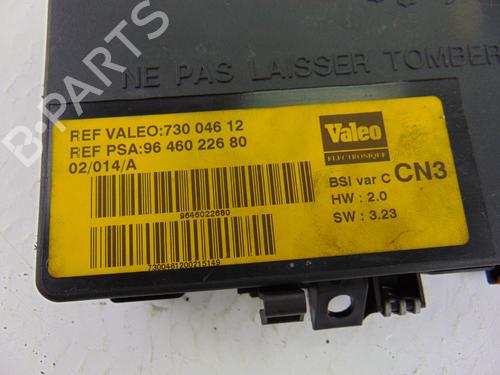 NE PAS LAISSER TOMBER
REF VALEO:730 046 12
REF PSA:96 460 226 80
02/014/A
9646022680
7300461200215149
Valeo
ELECTRONIQUE
BSI var C CN3
HW : 2.0
SW : 3.23